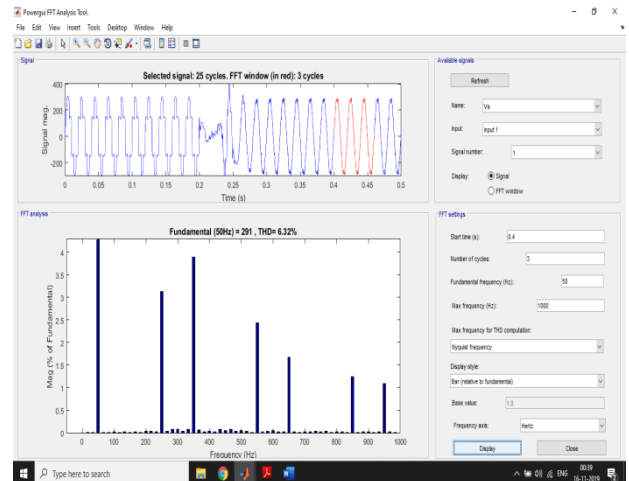 Powergui FFT Analysis Tool.
File Edit View Insert Tools Desktop Window Help
Signal
Selected signal: 25 cycles. FFT window (in red): 3 cycles
Signal mag.
400
200
0
-200
0 0.05 0.1 0.15 0.2 0.25 0.3 0.35 0.4 0.45 0.5
Time (s)
FFT analysis
Fundamental (50Hz) = 291 , THD= 6.32%
Mag (% of Fundamental)
4
3.5
3
2.5
2
1.5
1
0.5
0
0 100 200 300 400 500 600 700 800 900 1000
Frequency (Hz)
Available signals
Refresh
Name: Vs
Input: input 1
Signal number: 1
Display: Signal
FFT window
FFT settings
Start time (s): 0.4
Number of cycles: 3
Fundamental frequency (Hz): 50
Max frequency (Hz): 1000
Max frequency for THD computation:
Nyquist frequency
Display style:
Bar (relative to fundamental)
Base value: 1.0
Frequency axis: Hertz
Display Close
Type here to search
ENG 00:39
16-11-2019